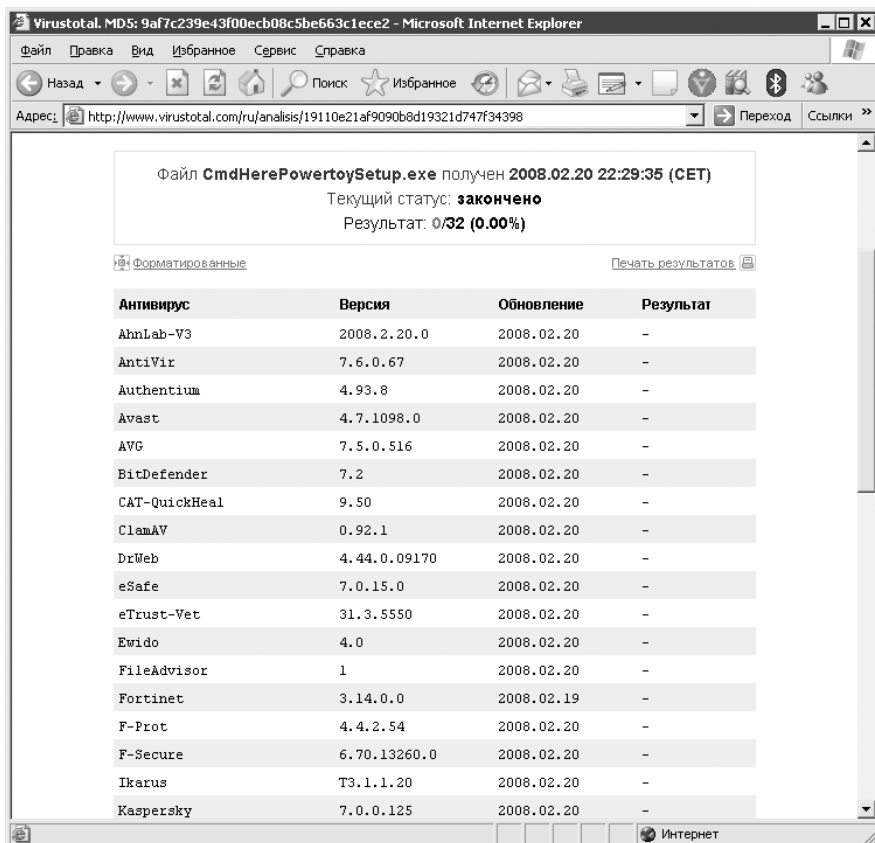 Virustotal. MD5: 9af7c239e43f00ecb08c5be663c1ece2 - Microsoft Internet Explorer
Файл Правка Вид Избранное Сервис Справка
Назад Поиск Избранное
Адрес: http://www.virustotal.com/ru/analisis/19110e21af9090b8d19321d747f34398 Переход Ссылки »
Файл CmdHerePowertoySetup.exe получен 2008.02.20 22:29:35 (CET)
Текущий статус: закончено
Результат: 0/32 (0.00%)
Форматированные Печать результатов
Антивирус Версия Обновление Результат
AhnLab-V3 2008.2.20.0 2008.02.20 -
AntiVir 7.6.0.67 2008.02.20 -
Authentium 4.93.8 2008.02.20 -
Avast 4.7.1098.0 2008.02.20 -
AVG 7.5.0.516 2008.02.20 -
BitDefender 7.2 2008.02.20 -
CAT-QuickHeal 9.50 2008.02.20 -
ClamAV 0.92.1 2008.02.20 -
DrWeb 4.44.0.09170 2008.02.20 -
eSafe 7.0.15.0 2008.02.20 -
eTrust-Vet 31.3.5550 2008.02.20 -
Ewido 4.0 2008.02.20 -
FileAdvisor 1 2008.02.20 -
Fortinet 3.14.0.0 2008.02.19 -
F-Prot 4.4.2.54 2008.02.20 -
F-Secure 6.70.13260.0 2008.02.20 -
Ikarus T3.1.1.20 2008.02.20 -
Kaspersky 7.0.0.125 2008.02.20 -
Интернет